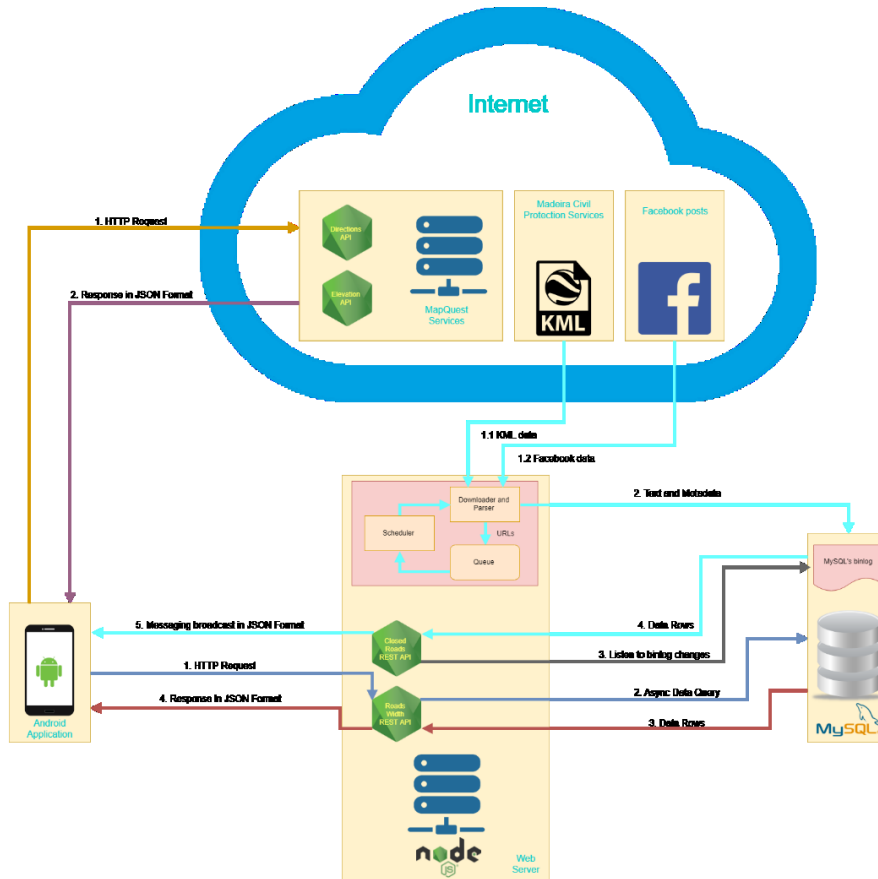 Internet
1. HTTP Request
Directions
API
Elevation
API
MapQuest
Services
Madeira Civil
Protection Services
KML
Facebook posts
2. Response in JSON Format
1.1 KML data
1.2 Facebook data
Downloader and
Parser
Scheduler
URLs
Queue
2. Text and Metadata
MySQL's binlog
5. Messaging broadcast in JSON Format
Closed
Roads
REST API
4. Data Rows
3. Listen to binlog changes
1. HTTP Request
2. Async Data Query
4. Response in JSON Format
Roads
Width
REST API
3. Data Rows
Android
Application
MySQL
node
JS
Web
Server